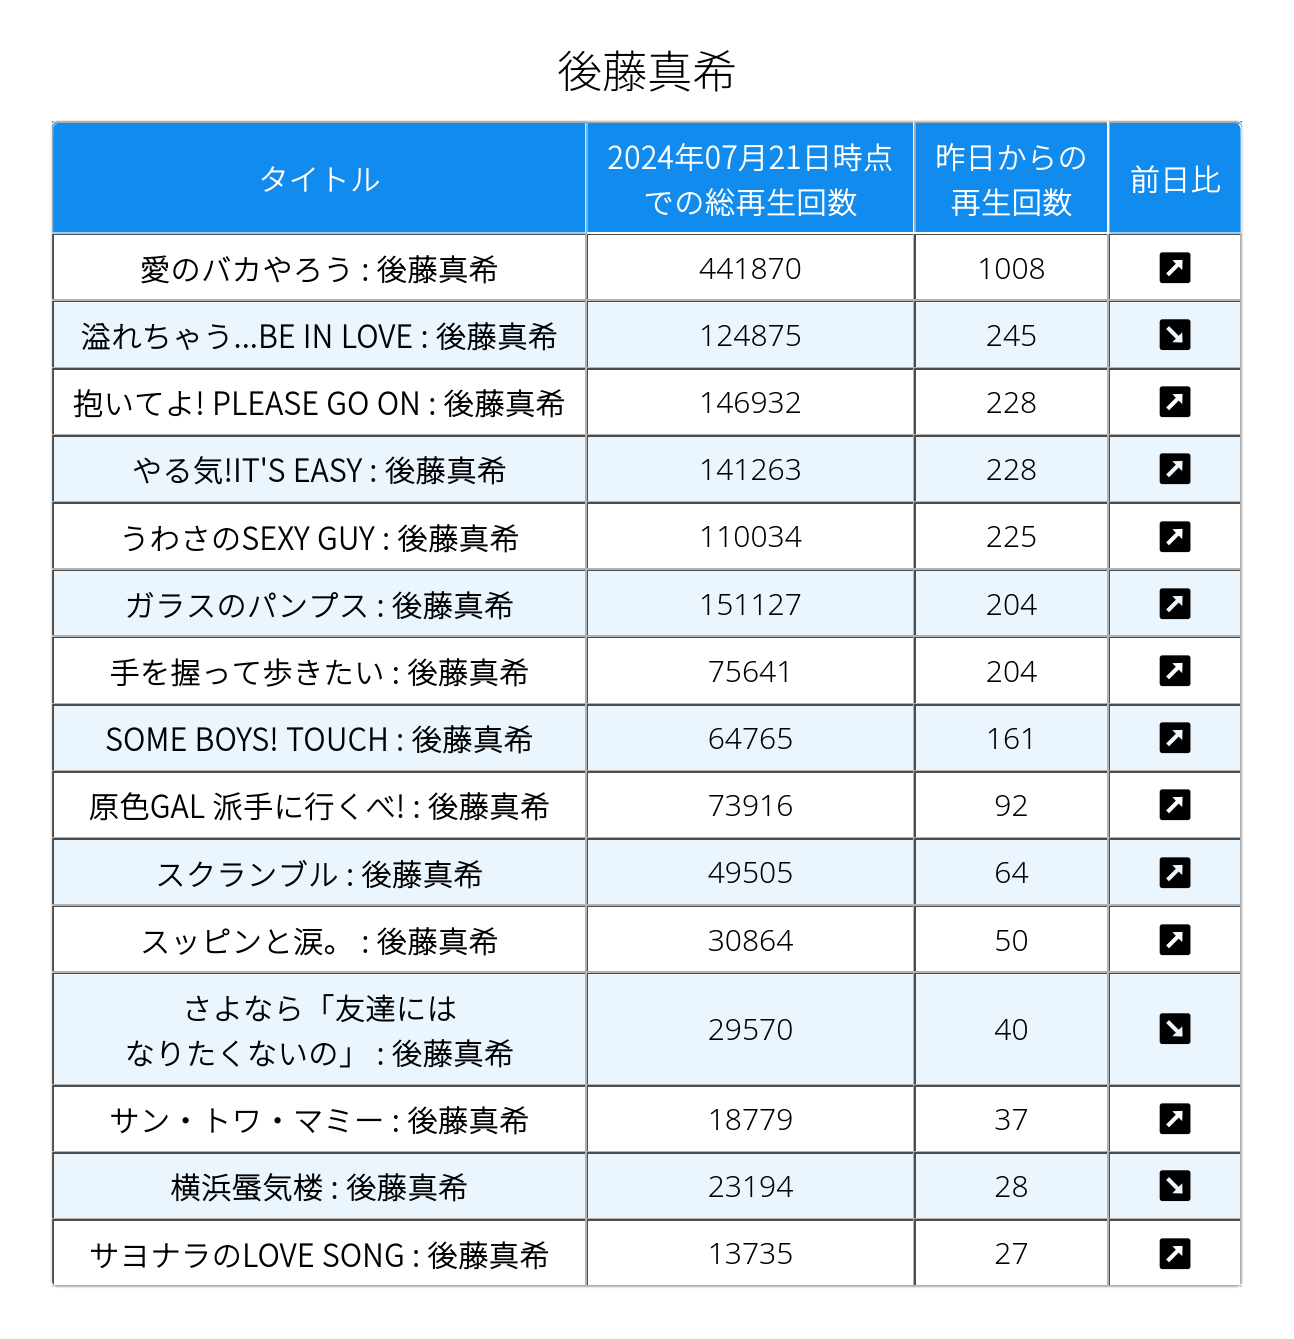 後藤真希
タイトル
2024年07月21日時点
での総再生回数
昨日からの
再生回数
前日比
愛のバカやろう : 後藤真希 441870 1008 ↗
溢れちゃう...BE IN LOVE : 後藤真希 124875 245 ↘
抱いてよ! PLEASE GO ON : 後藤真希 146932 228 ↗
やる気!IT'S EASY : 後藤真希 141263 228 ↗
うわさのSEXY GUY : 後藤真希 110034 225 ↗
ガラスのパンプス : 後藤真希 151127 204 ↗
手を握って歩きたい : 後藤真希 75641 204 ↗
SOME BOYS! TOUCH : 後藤真希 64765 161 ↗
原色GAL 派手に行くべ! : 後藤真希 73916 92 ↗
スクランブル : 後藤真希 49505 64 ↗
スッピンと涙。 : 後藤真希 30864 50 ↗
さよなら「友達には
なりたくないの」 : 後藤真希 29570 40 ↘
サン・トワ・マミー : 後藤真希 18779 37 ↗
横浜蜃気楼 : 後藤真希 23194 28 ↘
サヨナラのLOVE SONG : 後藤真希 13735 27 ↗